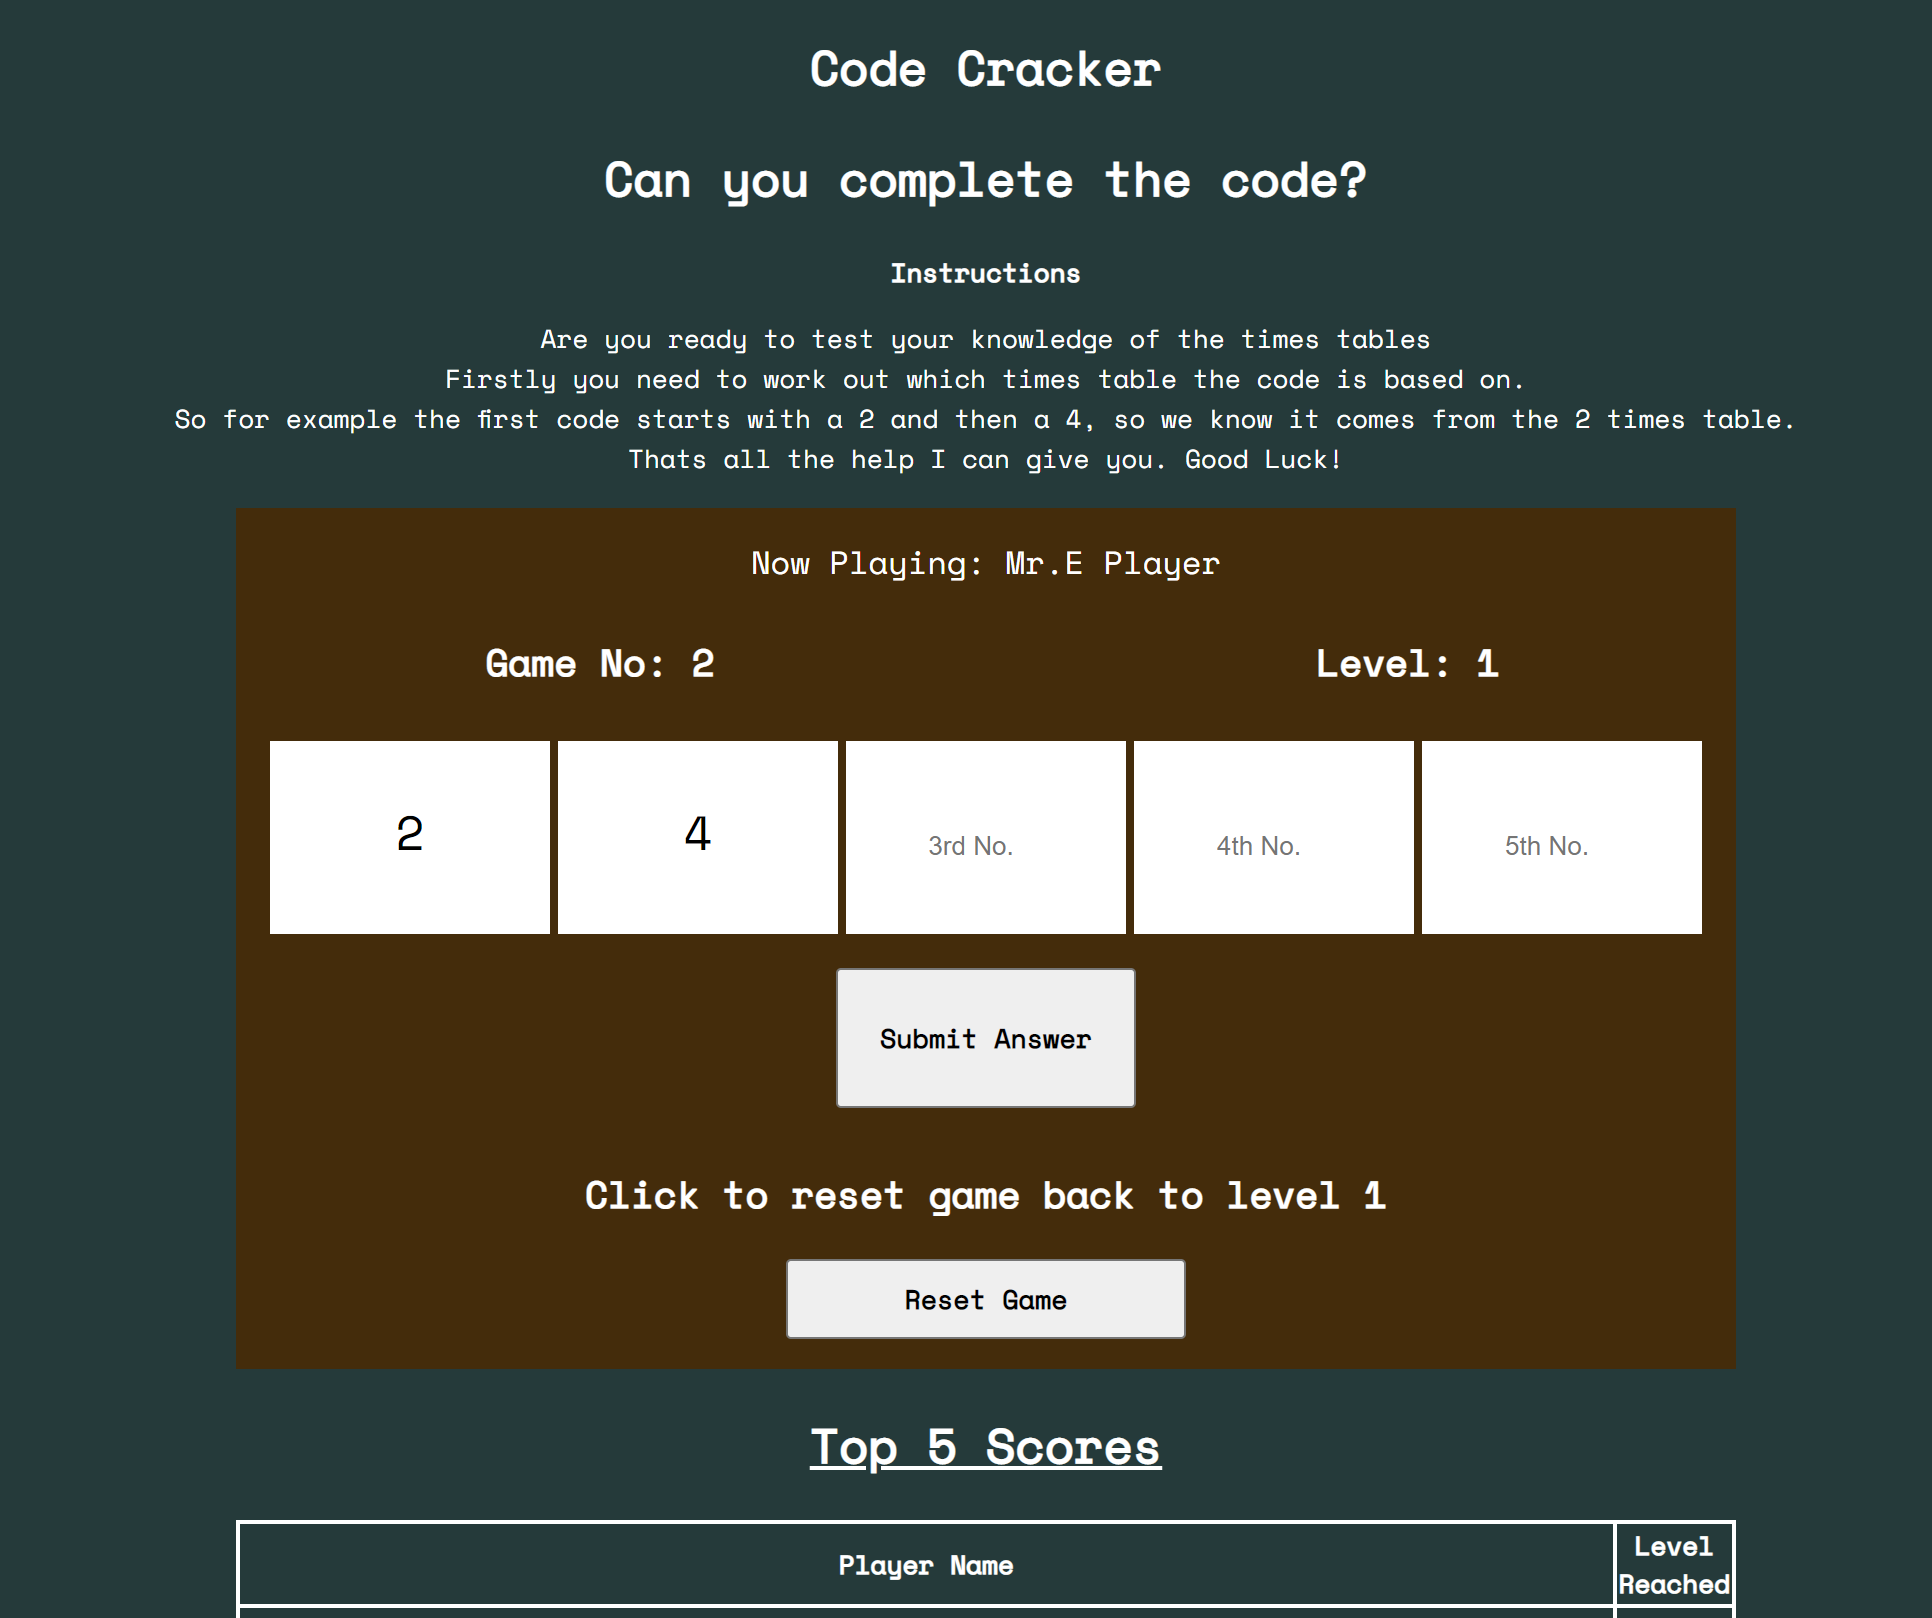 Code Cracker
Can you complete the code?
Instructions
Are you ready to test your knowledge of the times tables
Firstly you need to work out which times table the code is based on.
So for example the first code starts with a 2 and then a 4, so we know it comes from the 2 times table.
Thats all the help I can give you. Good Luck!
Now Playing: Mr.E Player
Game No: 2
Level: 1
2
4
3rd No.
4th No.
5th No.
Submit Answer
Click to reset game back to level 1
Reset Game
Top 5 Scores
Player Name
Level
Reached